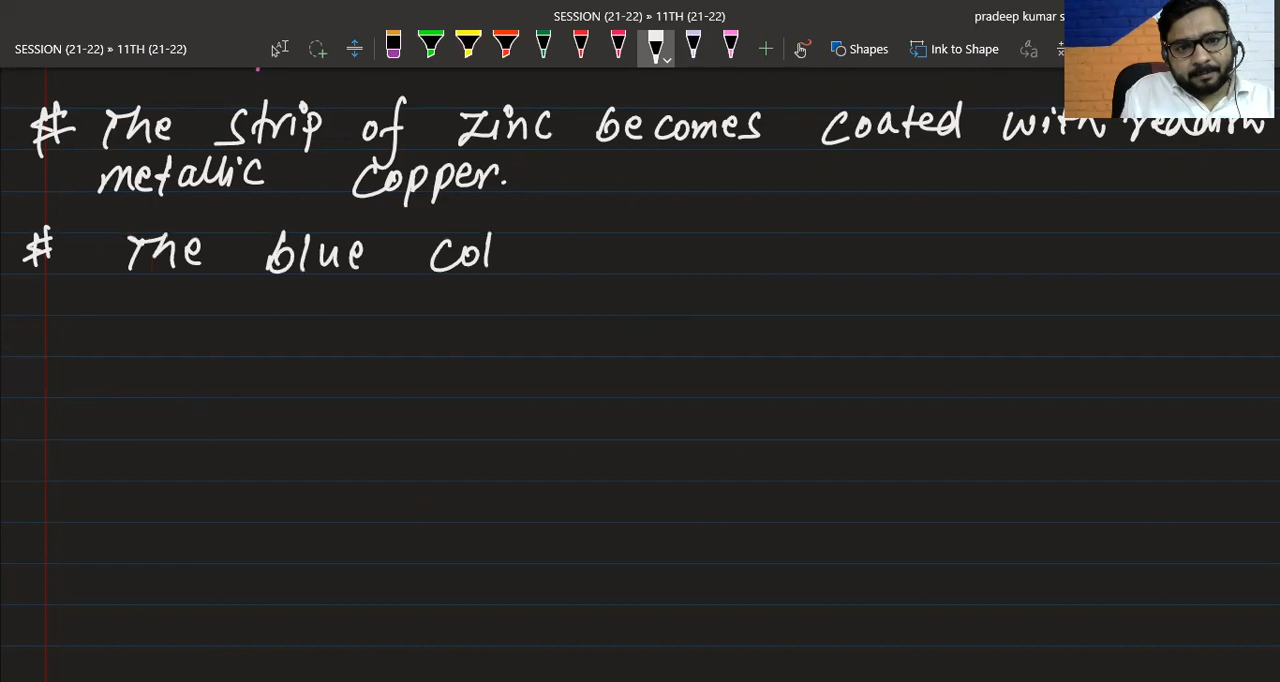 SESSION (21-22) » 11TH (21-22)
pradeep kumar s
SESSION (21-22) » 11TH (21-22)
Shapes
Ink to Shape
# The strip of zinc becomes coated with
metallic copper.
# The blue col